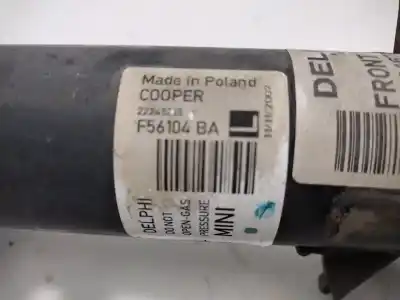 Made in Poland
COOPER
F56104 BA
L
DELPHI
DO NOT
OPEN-GAS
PRESSURE
MINI
DEL
FRONT